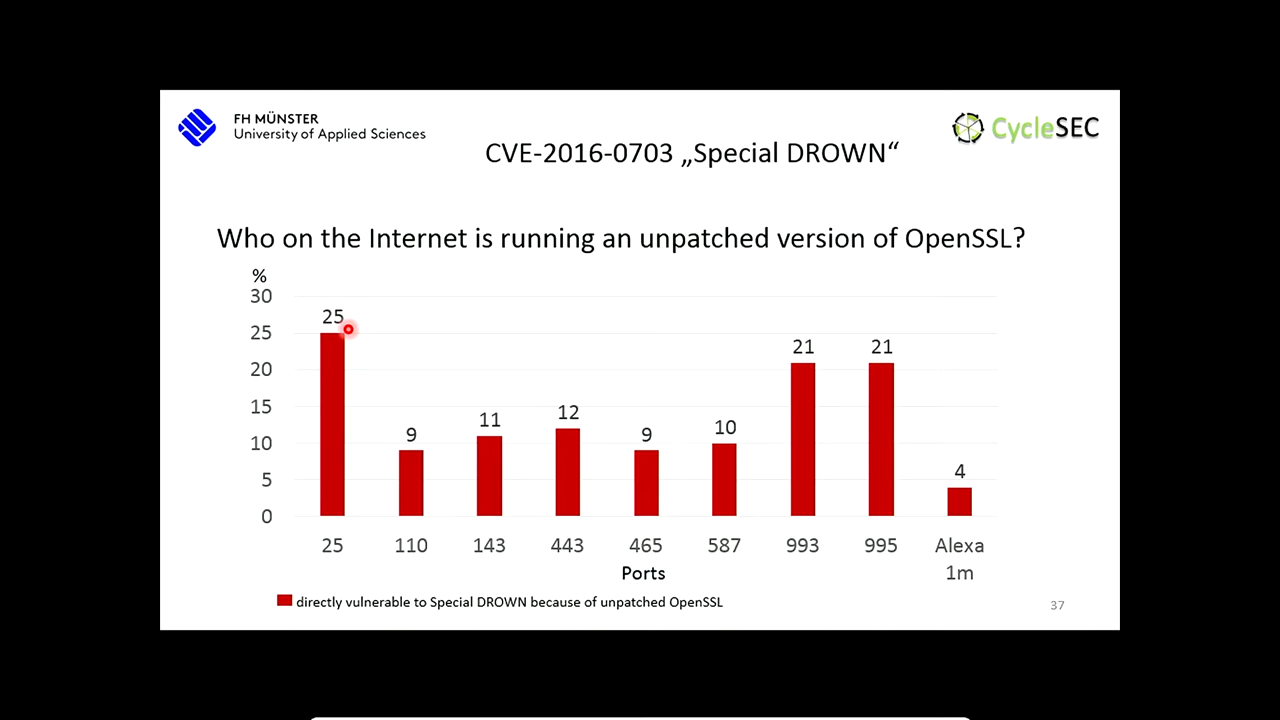 FH MÜNSTER
University of Applied Sciences
CycleSEC
CVE-2016-0703 „Special DROWN“
Who on the Internet is running an unpatched version of OpenSSL?
%
30
25
20
15
10
5
0
25
9
11
12
9
10
21
21
4
25 110 143 443 465 587 993 995 Alexa
1m
Ports
directly vulnerable to Special DROWN because of unpatched OpenSSL
37